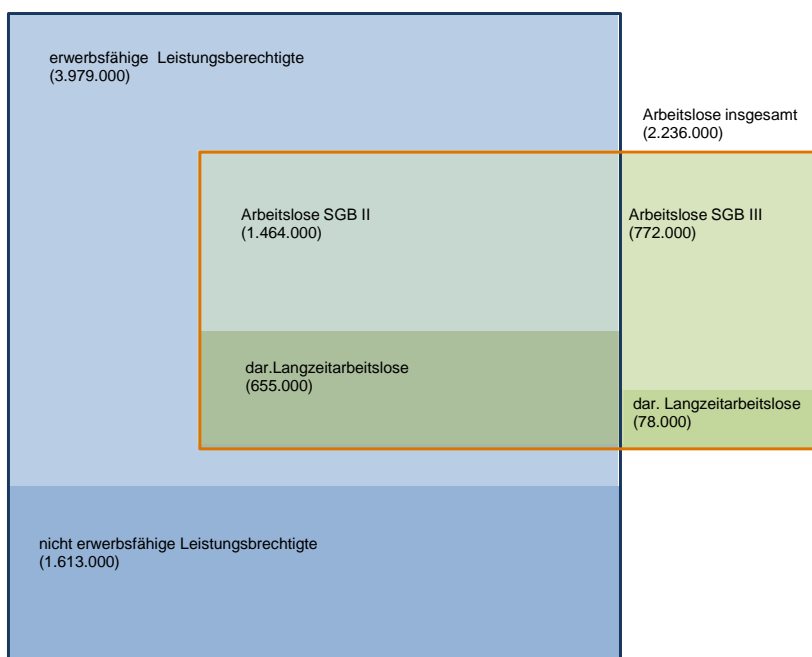 erwerbsfähige Leistungsberechtigte
(3.979.000)
Arbeitslose insgesamt
(2.236.000)
Arbeitslose SGB II
(1.464.000)
Arbeitslose SGB III
(772.000)
dar.Langzeitarbeitslose
(655.000)
dar. Langzeitarbeitslose
(78.000)
nicht erwerbsfähige Leistungsbrechtigte
(1.613.000)